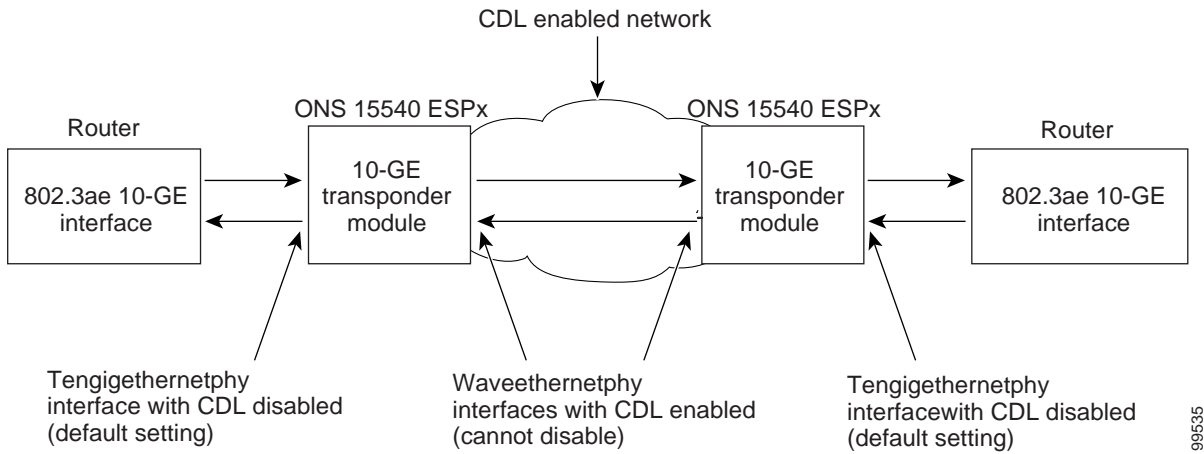 CDL enabled network
ONS 15540 ESPx
ONS 15540 ESPx
Router
Router
802.3ae 10-GE
interface
10-GE
transponder
module
10-GE
transponder
module
802.3ae 10-GE
interface
Tengigethernetphy
interface with CDL disabled
(default setting)
Waveethernetphy
interfaces with CDL enabled
(cannot disable)
Tengigethernetphy
interfacewith CDL disabled
(default setting)
99535